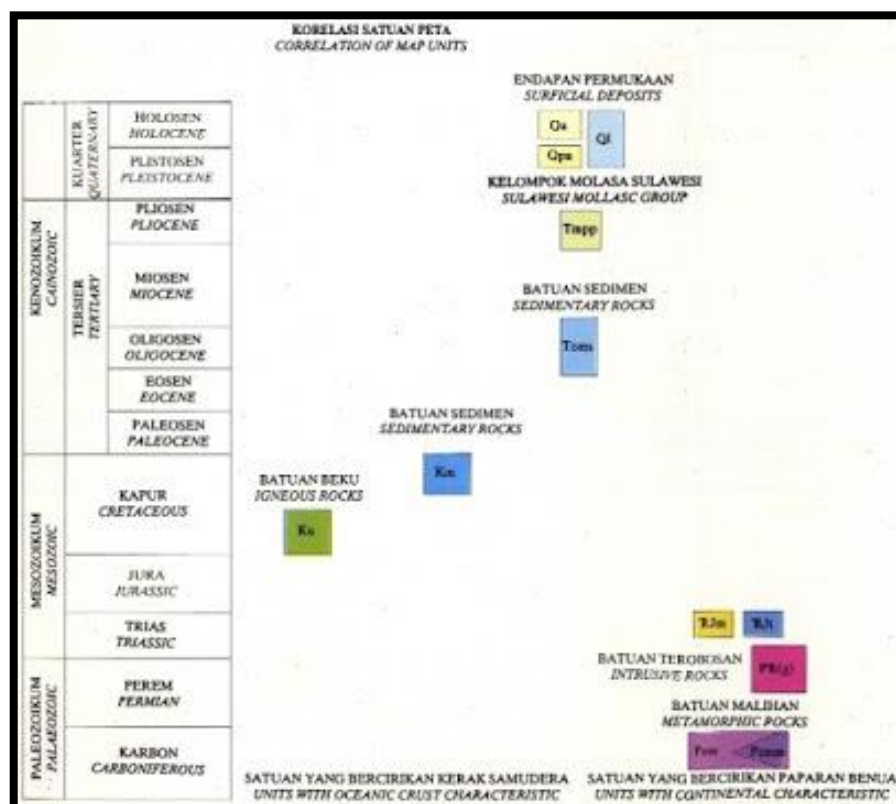 KORELASI SATUAN PETA
CORRELATION OF MAP UNITS
ENDAPAN PERMUKAAN
SURFICIAL DEPOSITS
KENOZOIKUM
CAINOZOIC
KUARTER
QUATERNARY
HOLOSEN
HOLOCENE
Qa
Ql
PLISTOSEN
PLEISTOCENE
Qpa
KELOMPOK MOLASA SULAWESI
SULAWESI MOLLASC GROUP
TERSIER
TERTIARY
PLIOSEN
PLIOCENE
Tmpp
MIOSEN
MIOCENE
BATUAN SEDIMEN
SEDIMENTARY ROCKS
OLIGOSEN
OLIGOCENE
Tom
EOSEN
EOCENE
PALEOSEN
PALEOCENE
BATUAN SEDIMEN
SEDIMENTARY ROCKS
MESOZOIKUM
MESOZOIC
KAPUR
CRETACEOUS
Km
BATUAN BEKU
IGNEOUS ROCKS
Ku
JURA
JURASSIC
TRIAS
TRIASSIC
BATUAN TEROBOSAN
INTRUSIVE ROCKS
PALEOZOIKUM
PALAEOZOIC
PEREM
PERMIAN
BATUAN MALIHAN
METAMORPHIC ROCKS
KARBON
CARBONIFEROUS
SATUAN YANG BERCIRIKAN KERAK SAMUDERA
UNITS WITH OCEANIC CRUST CHARACTERISTIC
SATUAN YANG BERCIRIKAN PAPARAN BENUA
UNITS WITH CONTINENTAL CHARACTERISTIC